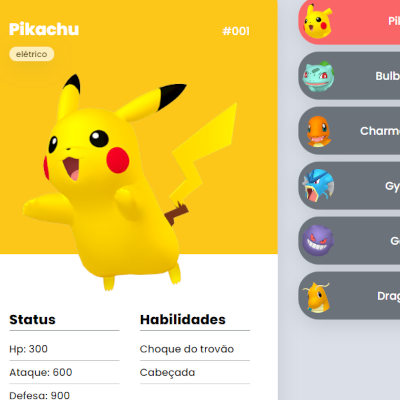 Pikachu
#001
elétrico
Status
Hp: 300
Ataque: 600
Defesa: 900
Habilidades
Choque do trovão
Cabeçada
Pi
Bulb
Charm
Gy
G
Drag